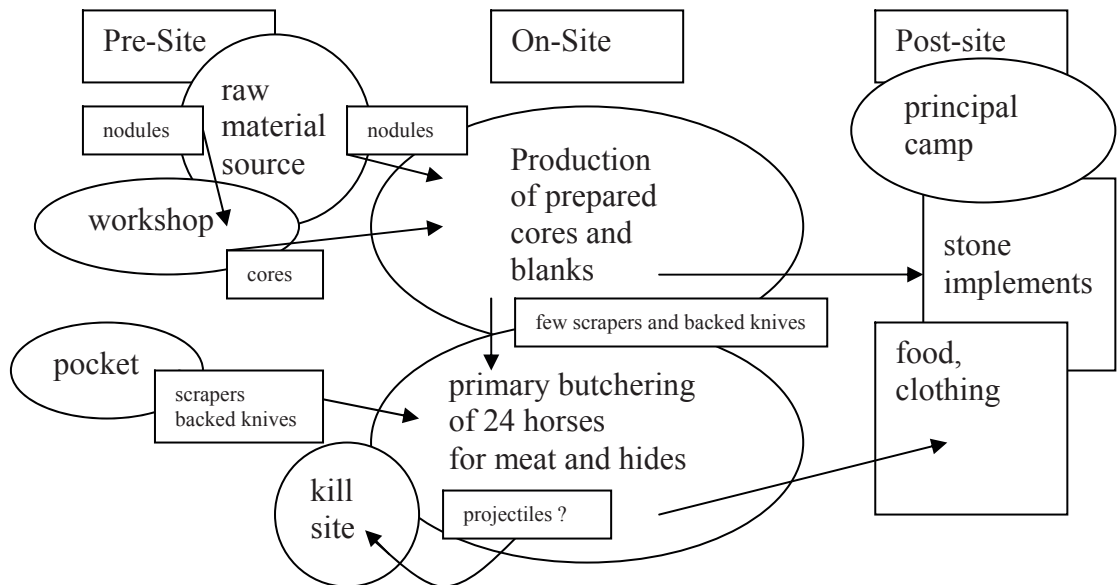 Pre-Site
On-Site
Post-site
raw
material
source
nodules
nodules
workshop
cores
pocket
scrapers
backed knives
kill
site
Production
of prepared
cores and
blanks
few scrapers and backed knives
primary butchering
of 24 horses
for meat and hides
projectiles ?
principal
camp
stone
implements
food,
clothing